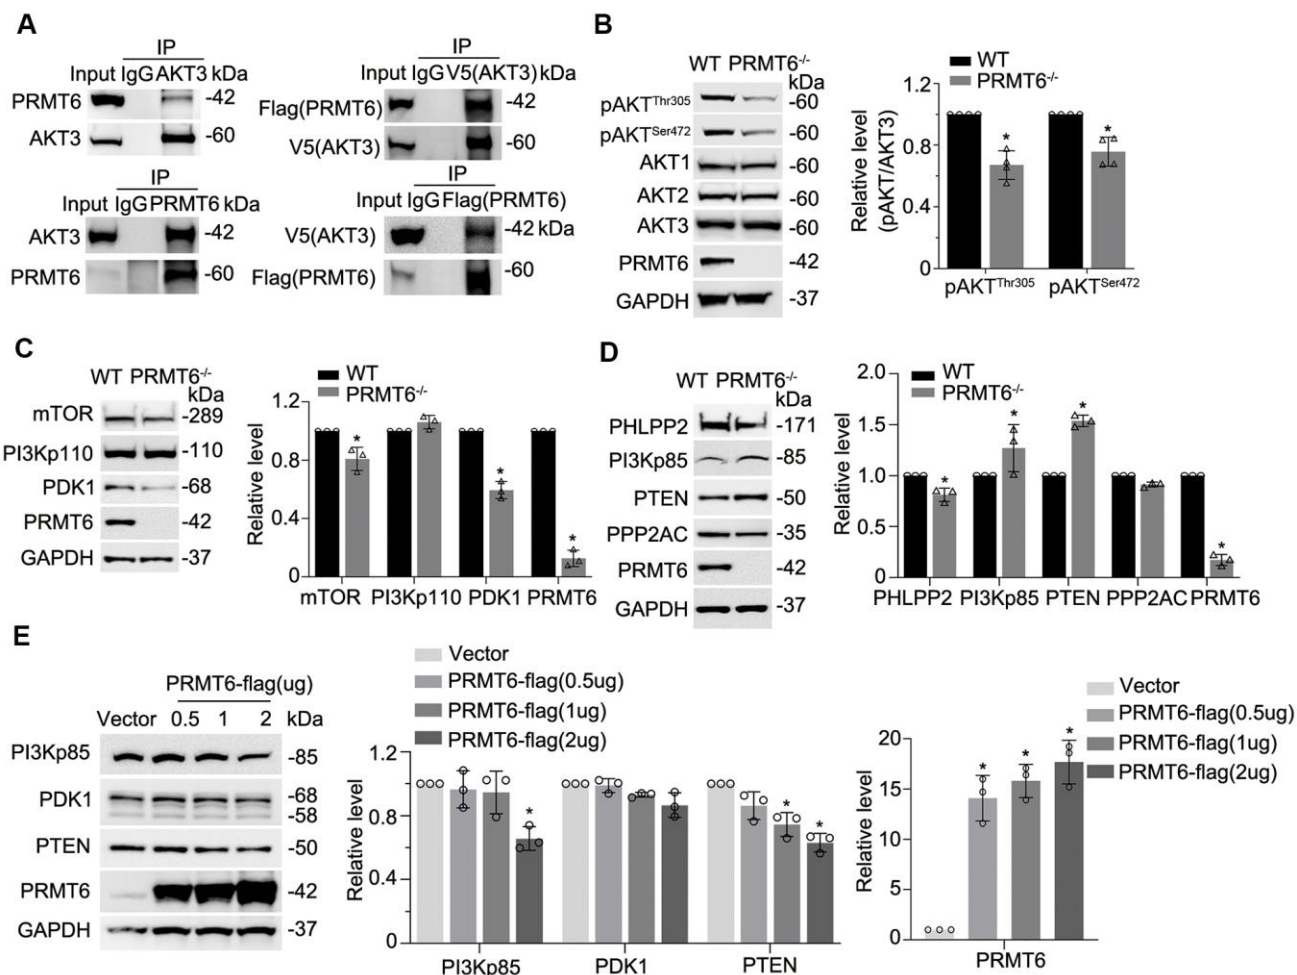 A
IP
Input IgG AKT3 kDa
PRMT6 -42
AKT3 -60
IP
Input IgG V5(AKT3) kDa
Flag(PRMT6) -42
V5(AKT3) -60
IP
Input IgG PRMT6 kDa
AKT3 -42
PRMT6 -60
IP
Input IgG Flag(PRMT6)
V5(AKT3) -42 kDa
Flag(PRMT6) -60
B
WT PRMT6-/-
kDa
pAKTThr305 -60
pAKTSer472 -60
AKT1 -60
AKT2 -60
AKT3 -60
PRMT6 -42
GAPDH -37
WT
PRMT6-/-
Relative level
(pAKT/AKT3)
1.2
0.8
0.4
0
* *
pAKTThr305 pAKTSer472
C
WT PRMT6-/-
kDa
mTOR -289
PI3Kp110 -110
PDK1 -68
PRMT6 -42
GAPDH -37
WT
PRMT6-/-
Relative level
1.2
0.8
0.4
0
* * *
mTOR PI3Kp110 PDK1 PRMT6
D
WT PRMT6-/-
kDa
PHLPP2 -171
PI3Kp85 -85
PTEN -50
PPP2AC -35
PRMT6 -42
GAPDH -37
WT
PRMT6-/-
Relative level
2.0
1.5
1.0
0.5
0
* * * *
PHLPP2 PI3Kp85 PTEN PPP2AC PRMT6
E
PRMT6-flag(ug)
Vector 0.5 1 2 kDa
PI3Kp85 -85
PDK1 -68
-58
PTEN -50
PRMT6 -42
GAPDH -37
Vector
PRMT6-flag(0.5ug)
PRMT6-flag(1ug)
PRMT6-flag(2ug)
Relative level
1.2
0.8
0.4
0
* * *
PI3Kp85 PDK1 PTEN
Vector
PRMT6-flag(0.5ug)
PRMT6-flag(1ug)
PRMT6-flag(2ug)
Relative level
20
15
10
5
0
* * *
PRMT6